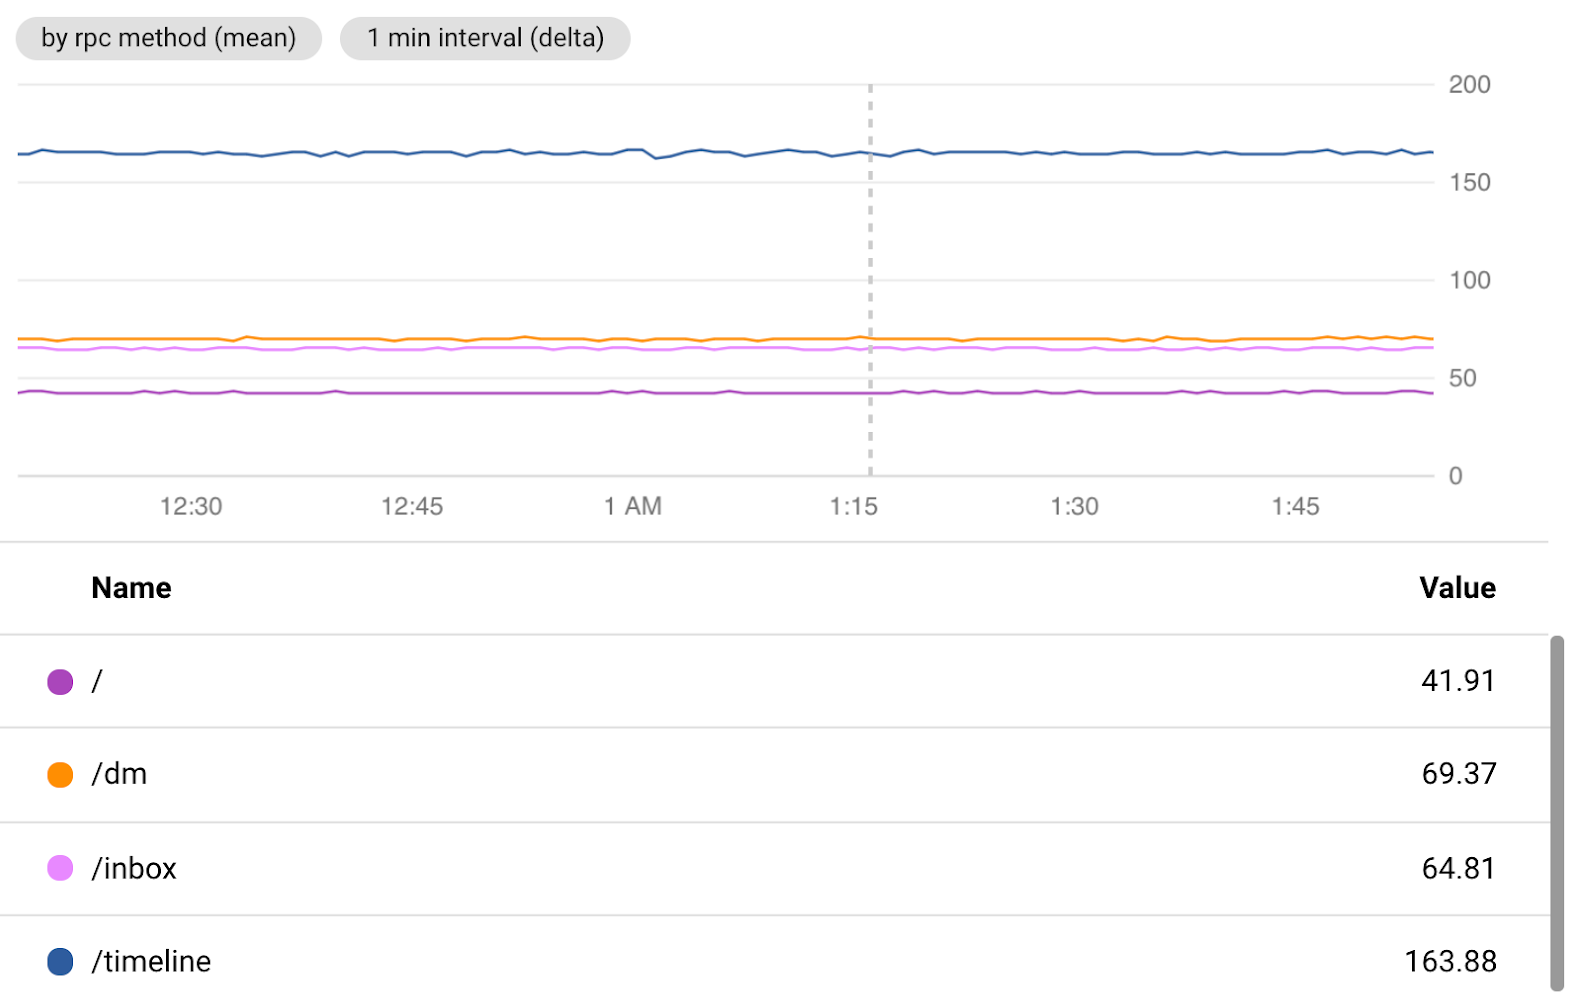 by rpc method (mean) 1 min interval (delta)
200
150
100
50
0
12:30 12:45 1 AM 1:15 1:30 1:45
Name Value
/ 41.91
/dm 69.37
/inbox 64.81
/timeline 163.88